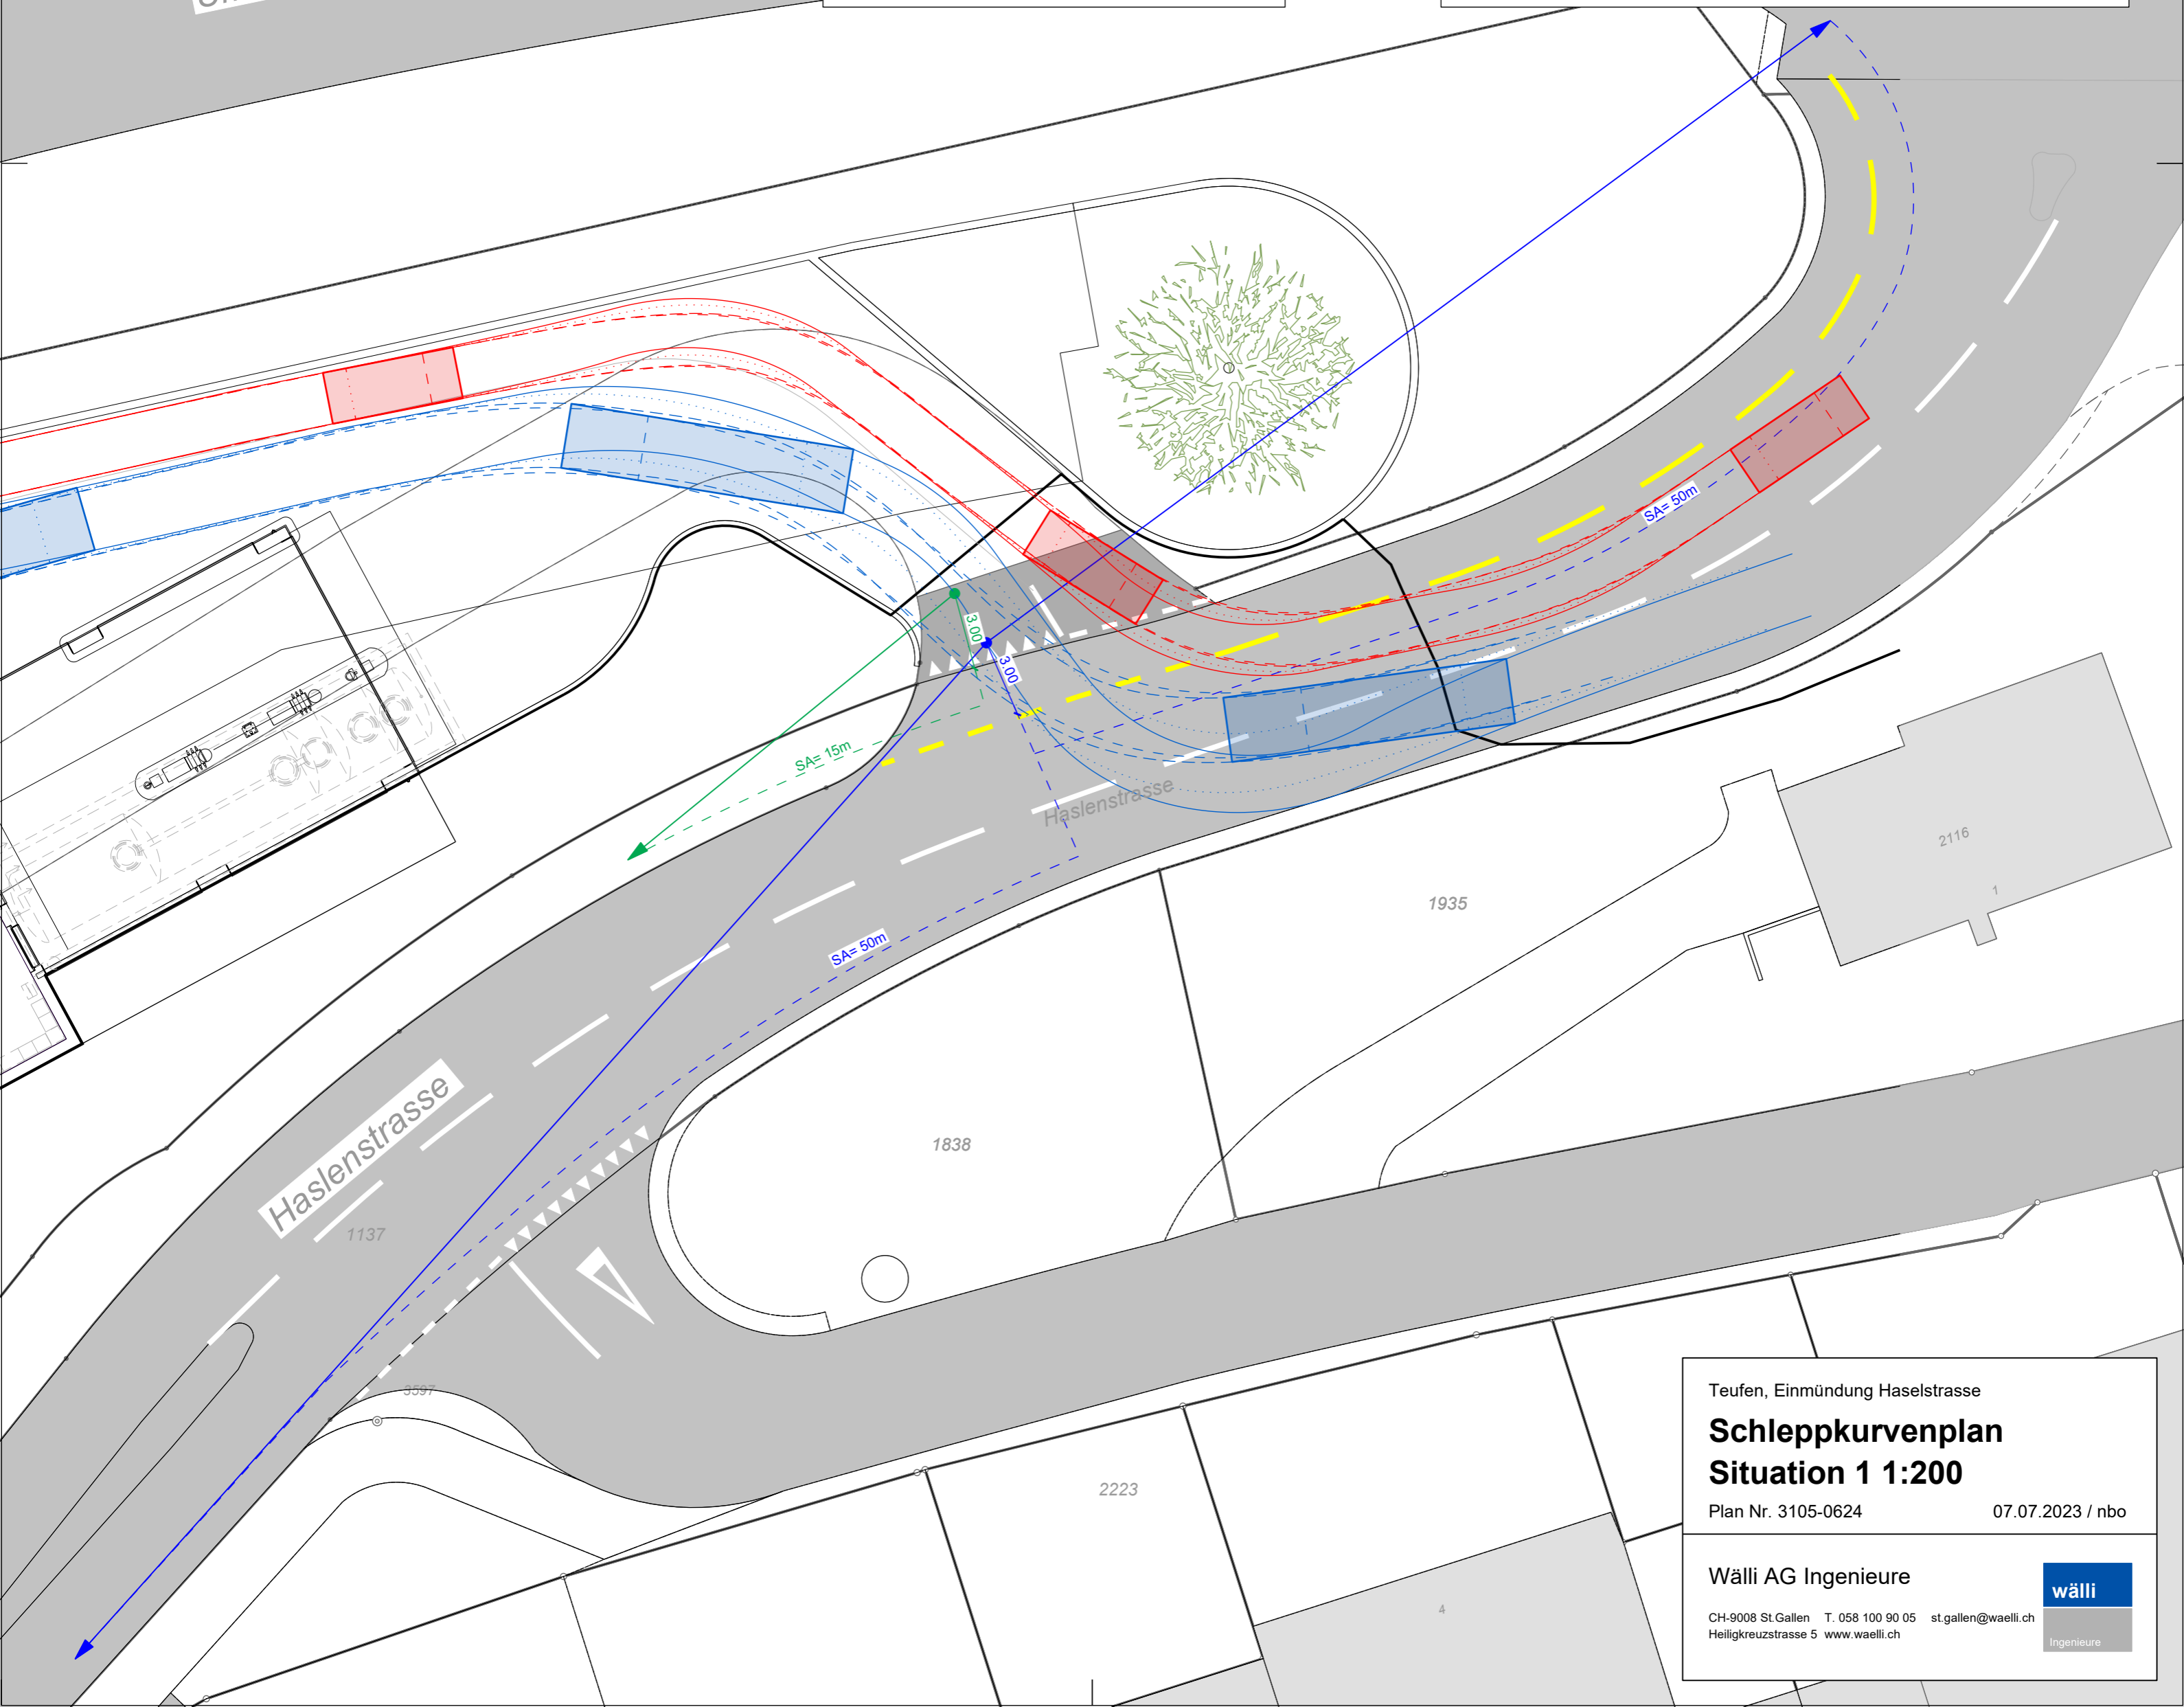 SA= 50m
3.00
3.00
SA= 15m
Haslenstrasse
2116
1
1935
SA= 50m
Haslenstrasse
1838
1137
3597
2223
4
Teufen, Einmündung Haselstrasse
Schleppkurvenplan
Situation 1 1:200
Plan Nr. 3105-0624 07.07.2023 / nbo
Wälli AG Ingenieure
wälli
CH-9008 St.Gallen T. 058 100 90 05 st.gallen@waelli.ch
Heiligkreuzstrasse 5 www.waelli.ch
Ingenieure